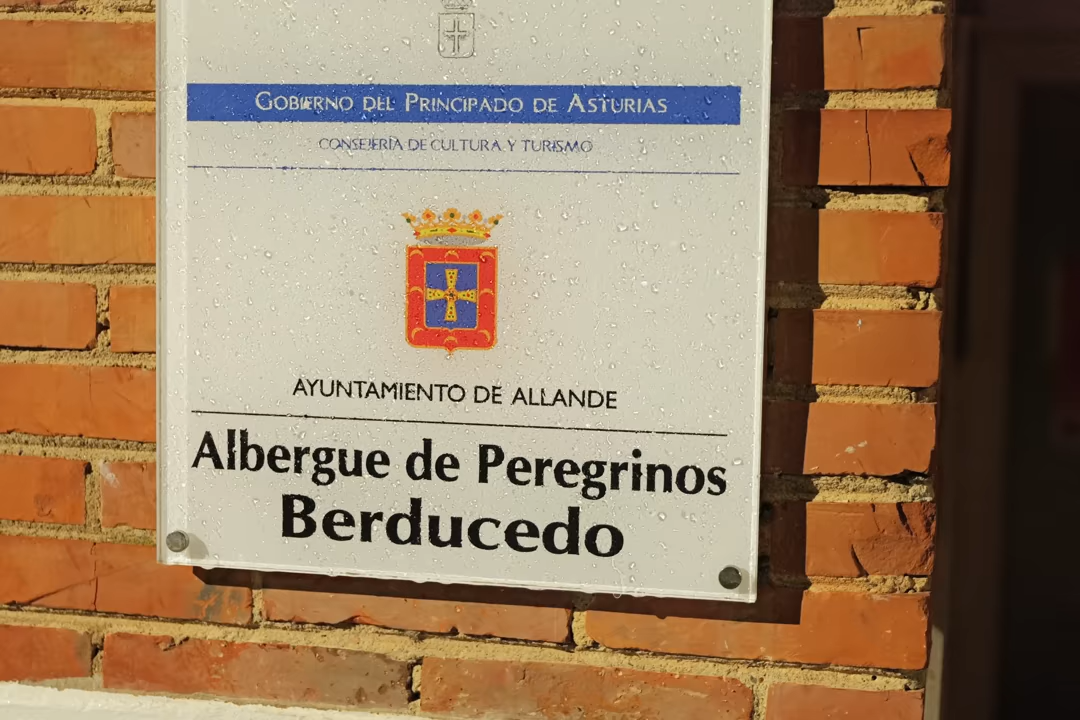 GOBIERNO DEL PRINCIPADO DE ASTURIAS
CONSEJERÍA DE CULTURA Y TURISMO
AYUNTAMIENTO DE ALLANDE
Albergue de Peregrinos
Berducedo